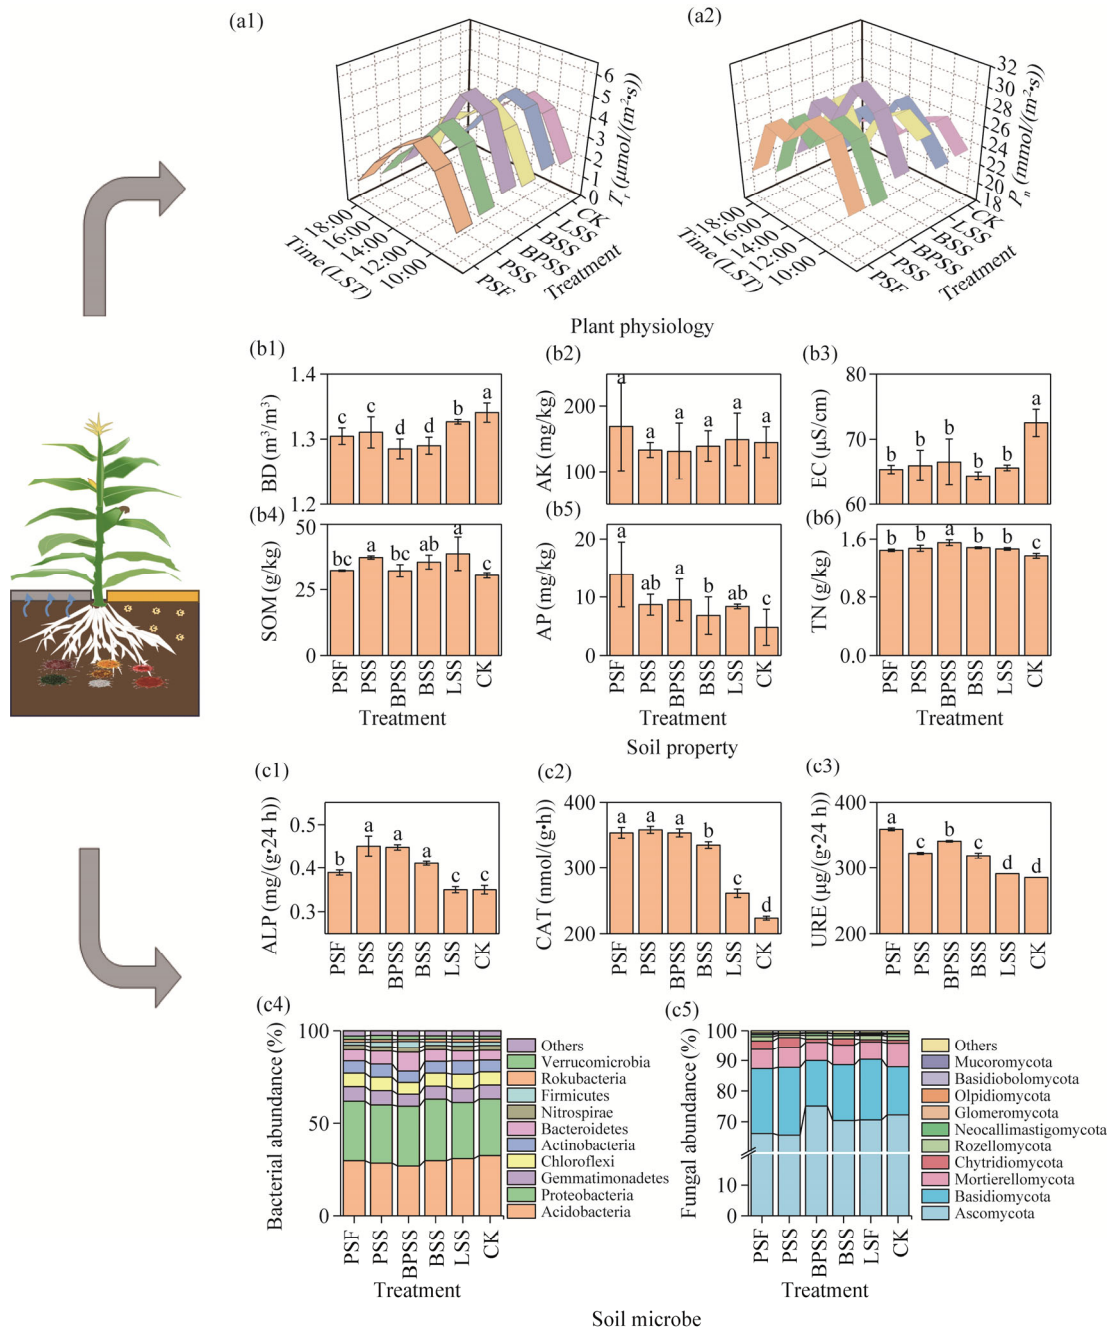 (a1)
6
5
4
3
2
1
0
T_r (μmol/(m²•s))
18:00
16:00
14:00
12:00
10:00
Time (LST)
CK
LSS
BSS
BPSS
PSS
PSF
Treatment
(a2)
32
30
28
26
24
22
20
18
P_n (mmol/(m²•s))
18:00
16:00
14:00
12:00
10:00
Time (LST)
CK
LSS
BSS
BPSS
PSS
PSF
Treatment
Plant physiology
(b1)
BD (m³/m³)
1.4
1.3
1.2
c c d d b a
(b2)
AK (mg/kg)
200
100
a a a a a a
(b3)
EC (μS/cm)
80
70
60
b b b b b a
(b4)
SOM (g/kg)
50
25
0
bc a bc ab a c
PSF PSS BPSS BSS LSS CK
Treatment
(b5)
AP (mg/kg)
20
10
0
a ab a b ab c
PSF PSS BPSS BSS LSS CK
Treatment
(b6)
TN (g/kg)
1.6
0.8
0.0
b b a b b c
PSF PSS BPSS BSS LSS CK
Treatment
Soil property
(c1)
ALP (mg/(g•24 h))
0.5
0.4
0.3
b a a a c c
PSF PSS BPSS BSS LSS CK
(c2)
CAT (nmol/(g•h))
400
300
200
a a a b c d
PSF PSS BPSS BSS LSS CK
(c3)
URE (μg/(g•24 h))
400
300
200
a c b c d d
PSF PSS BPSS BSS LSS CK
(c4)
Bacterial abundance (%)
100
50
0
PSF PSS BPSS BSS LSS CK
Treatment
Others
Verrucomicrobia
Rokubacteria
Firmicutes
Nitrospirae
Bacteroidetes
Actinobacteria
Chloroflexi
Gemmatimonadetes
Proteobacteria
Acidobacteria
(c5)
Fungal abundance (%)
100
90
80
70
10
0
PSF PSS BPSS BSS LSF CK
Treatment
Others
Mucoromycota
Basidiobolomycota
Olpidiomycota
Glomeromycota
Neocallimastigomycota
Rozellomycota
Chytridiomycota
Mortierellomycota
Basidiomycota
Ascomycota
Soil microbe